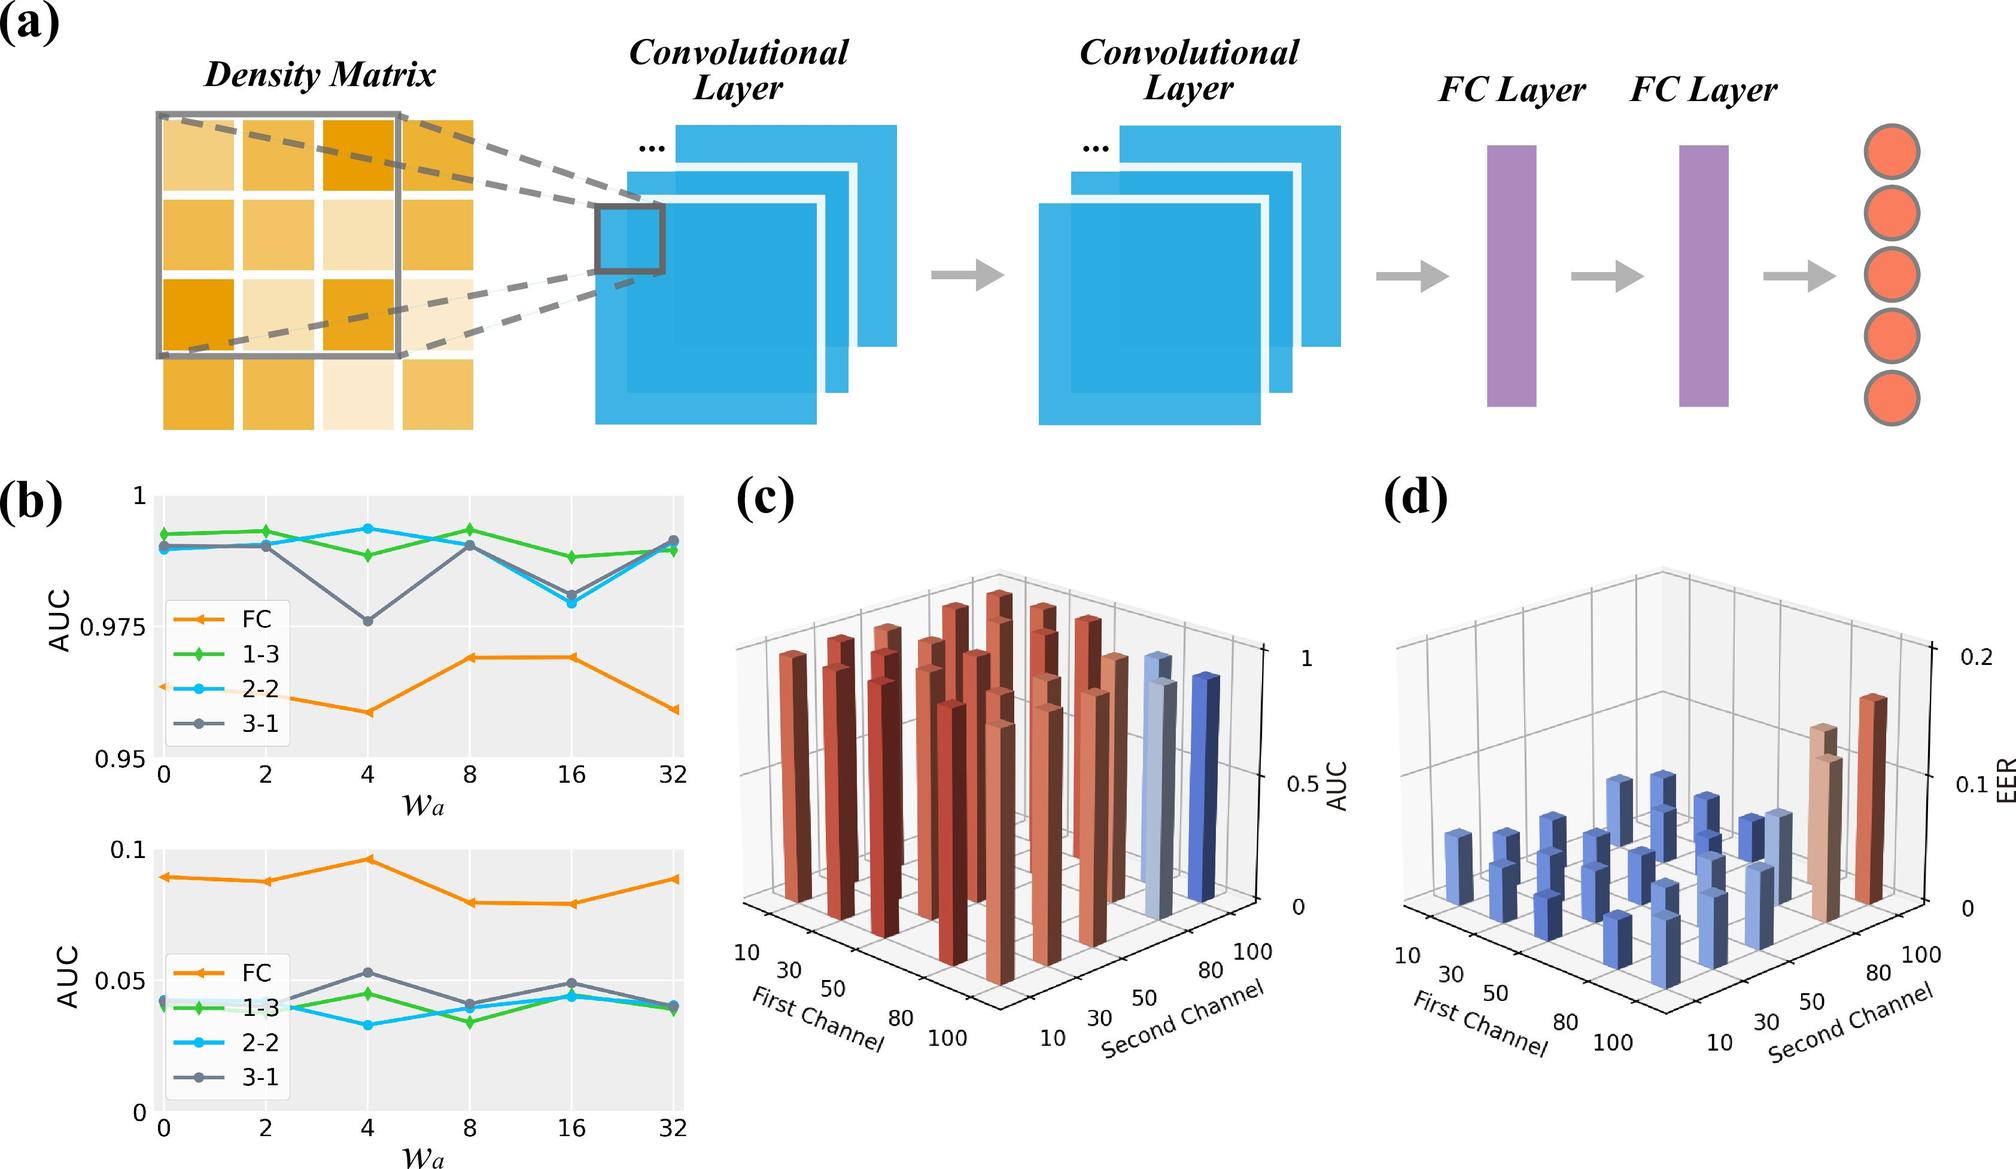 (a)
Density Matrix
Convolutional
Layer
Convolutional
Layer
FC Layer
FC Layer
...
...
(b)
1
0.975
0.95
AUC
FC
1-3
2-2
3-1
0
2
4
8
16
32
Wa
0.1
0.05
0
AUC
FC
1-3
2-2
3-1
0
2
4
8
16
32
Wa
(c)
1
0.5
0
AUC
10
30
50
80
100
First Channel
10
30
50
80
100
Second Channel
(d)
0.2
0.1
0
EER
10
30
50
80
100
First Channel
10
30
50
80
100
Second Channel